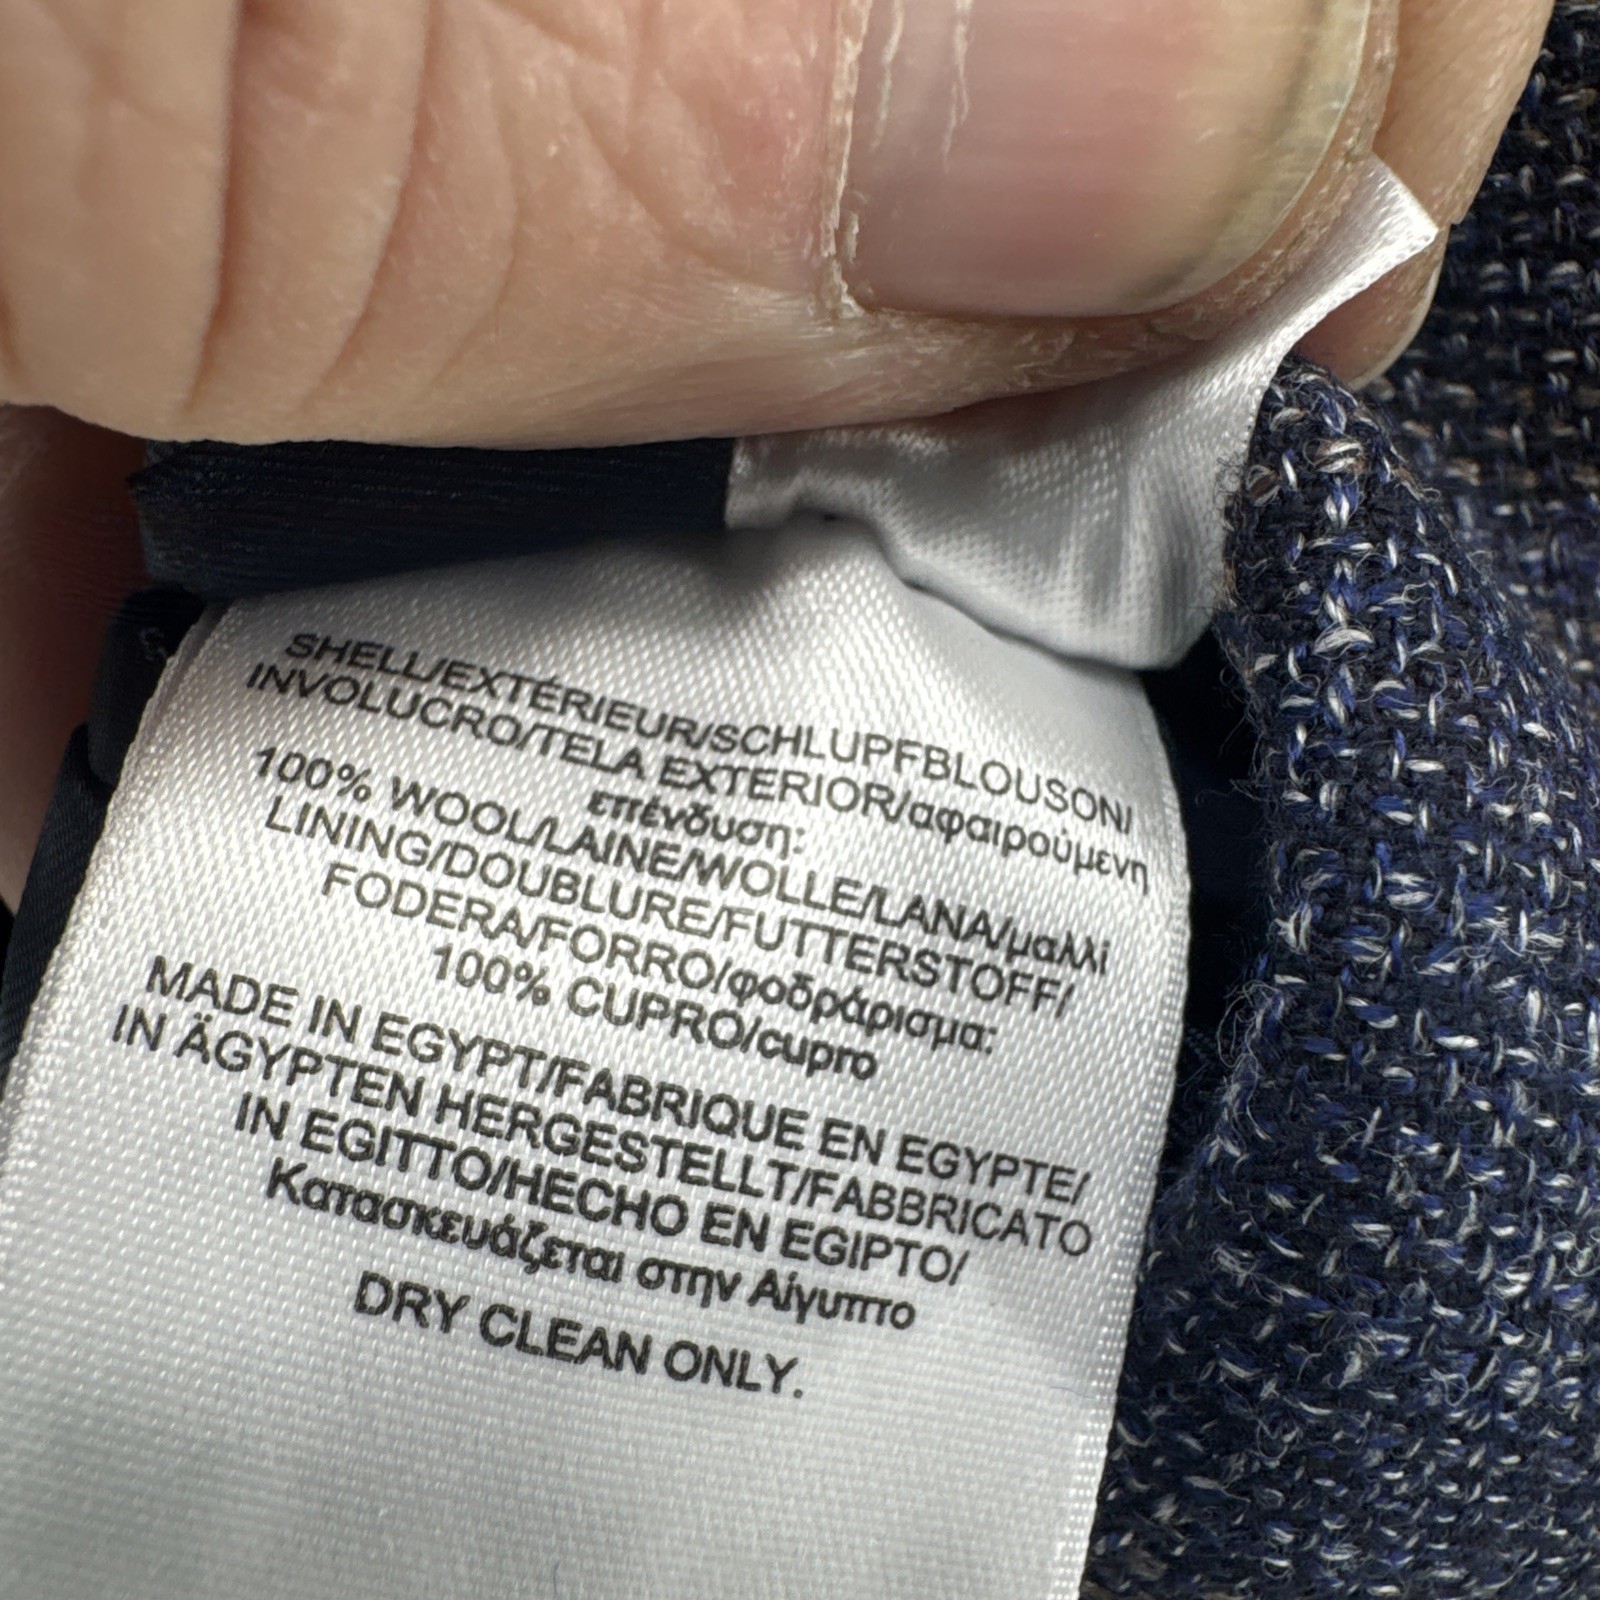 SHELL/EXTÉRIEUR/SCHLUPFBLOUSON/
INVOLUCRO/TELA EXTERIOR/αφαιρούμενη
επένδυση:
100% WOOL/LAINE/WOLLE/LANA/μαλλί
LINING/DOUBLURE/FUTTERSTOFF/
FODERA/FORRO/φοδράρισμα:
100% CUPRO/cupro
MADE IN EGYPT/FABRIQUE EN EGYPTE/
IN ÄGYPTEN HERGESTELLT/FABBRICATO
IN EGITTO/HECHO EN EGIPTO/
Κατασκευάζεται στην Αίγυπτο
DRY CLEAN ONLY.